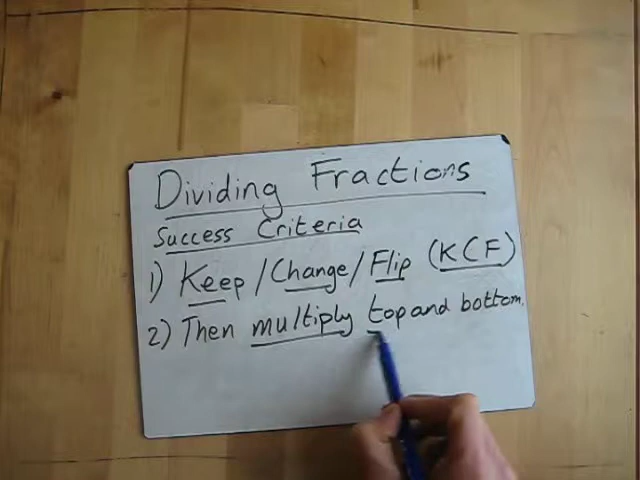 Dividing Fractions
Success Criteria
1) Keep / Change / Flip (KCF)
2) Then multiply top and bottom.